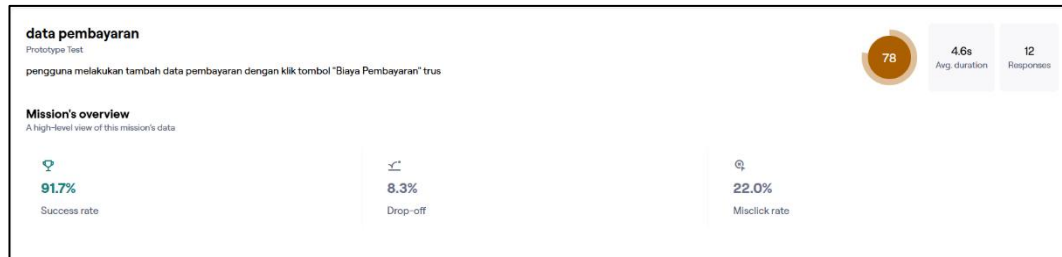 data pembayaran
Prototype Test
pengguna melakukan tambah data pembayaran dengan klik tombol "Biaya Pembayaran" trus
78
4.6s
Avg. duration
12
Responses
Mission's overview
A high-level view of this mission's data
91.7%
Success rate
8.3%
Drop-off
22.0%
Misclick rate